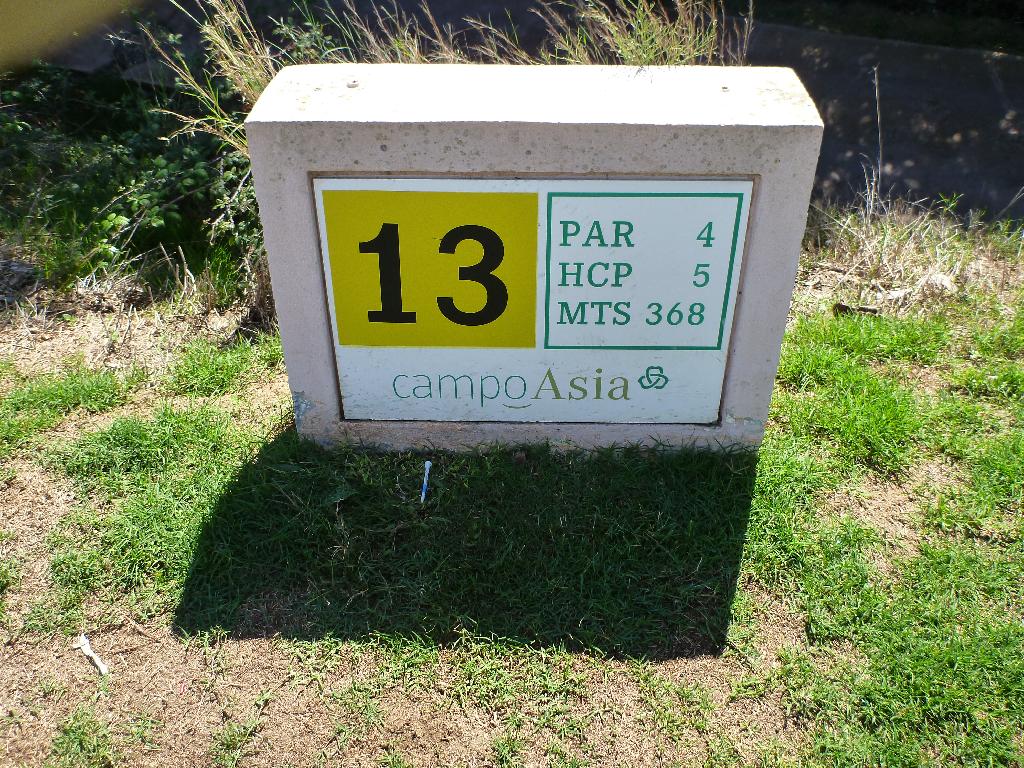 13
PAR 4
HCP 5
MTS 368
campoAsia